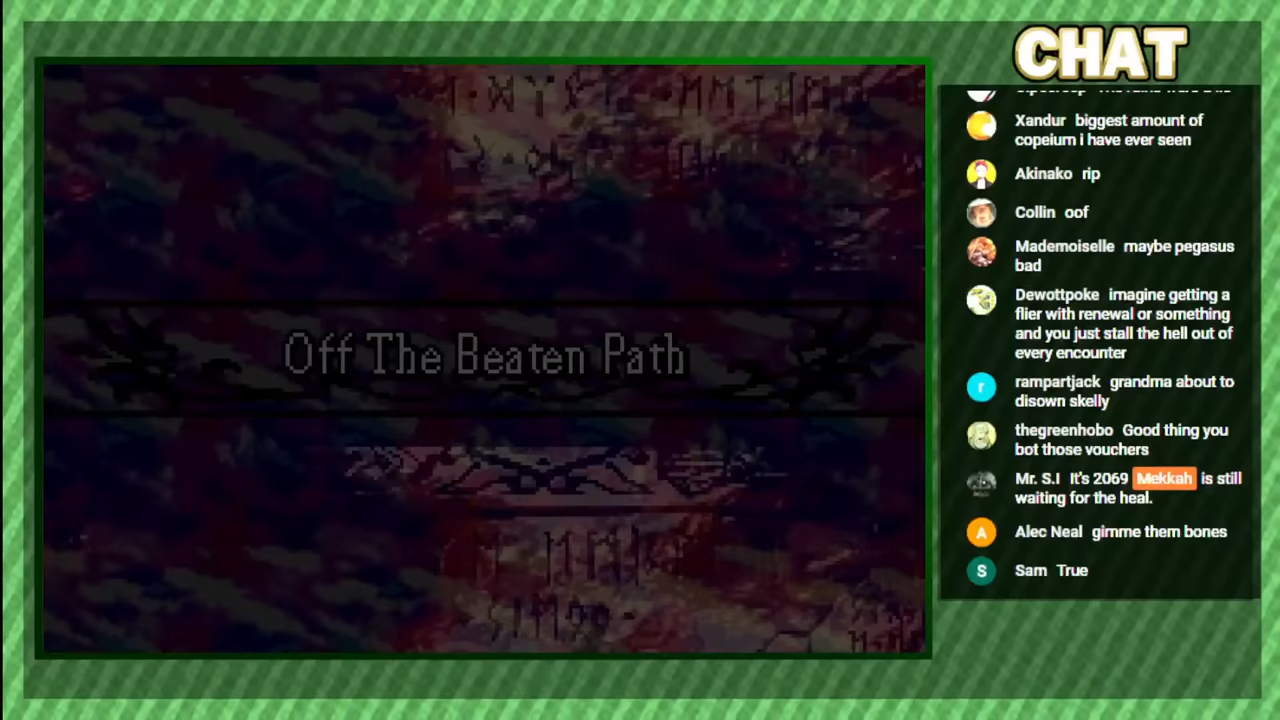 CHAT
Xandur biggest amount of
copeium i have ever seen
Akinako rip
Collin oof
Mademoiselle maybe pegasus
bad
Dewottpoke imagine getting a
flier with renewal or something
and you just stall the hell out of
every encounter
rampartjack grandma about to
disown skelly
thegreenhobo Good thing you
bot those vouchers
Mr. S.I It's 2069 Mekkah is still
waiting for the heal.
Alec Neal gimme them bones
Sam True
Off The Beaten Path